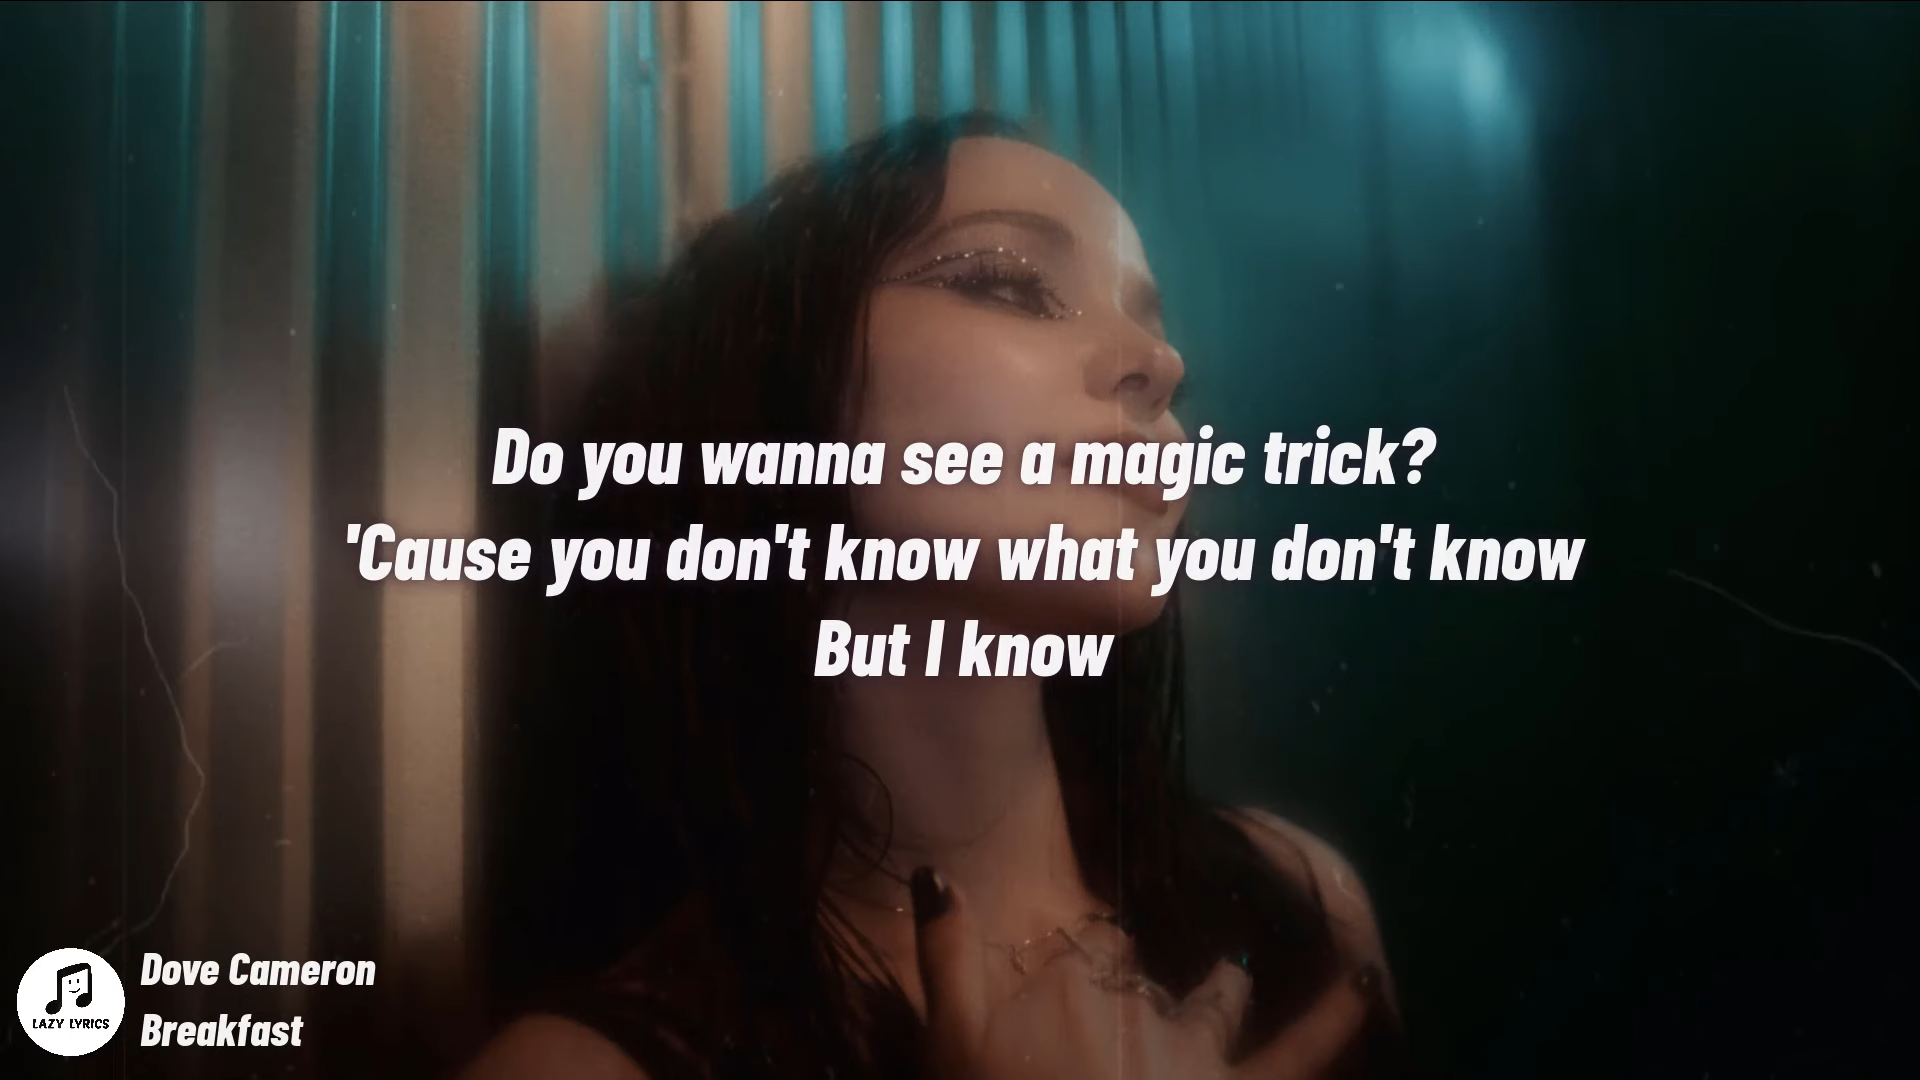 Do you wanna see a magic trick?
'Cause you don't know what you don't know
But I know
Dove Cameron
Breakfast
LAZY LYRICS